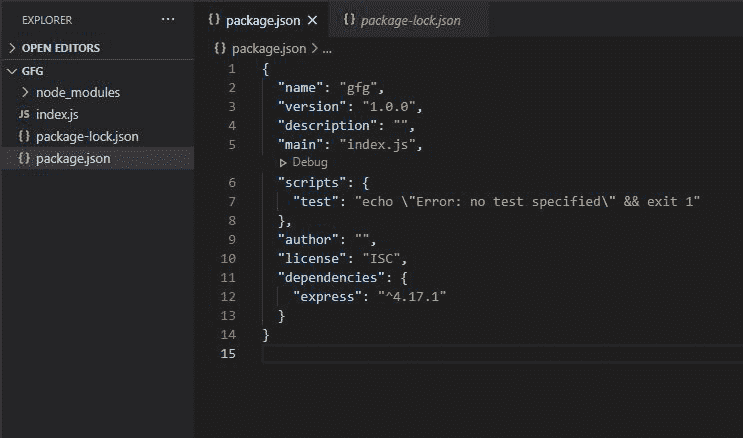 EXPLORER ...
OPEN EDITORS
GFG
node_modules
JS index.js
{} package-lock.json
{} package.json
{} package.json ×
{} package-lock.json
{} package.json > ...
1 {
2 "name": "gfg",
3 "version": "1.0.0",
4 "description": "",
5 "main": "index.js",
Debug
6 "scripts": {
7 "test": "echo \"Error: no test specified\" && exit 1"
8 },
9 "author": "",
10 "license": "ISC",
11 "dependencies": {
12 "express": "^4.17.1"
13 }
14 }
15